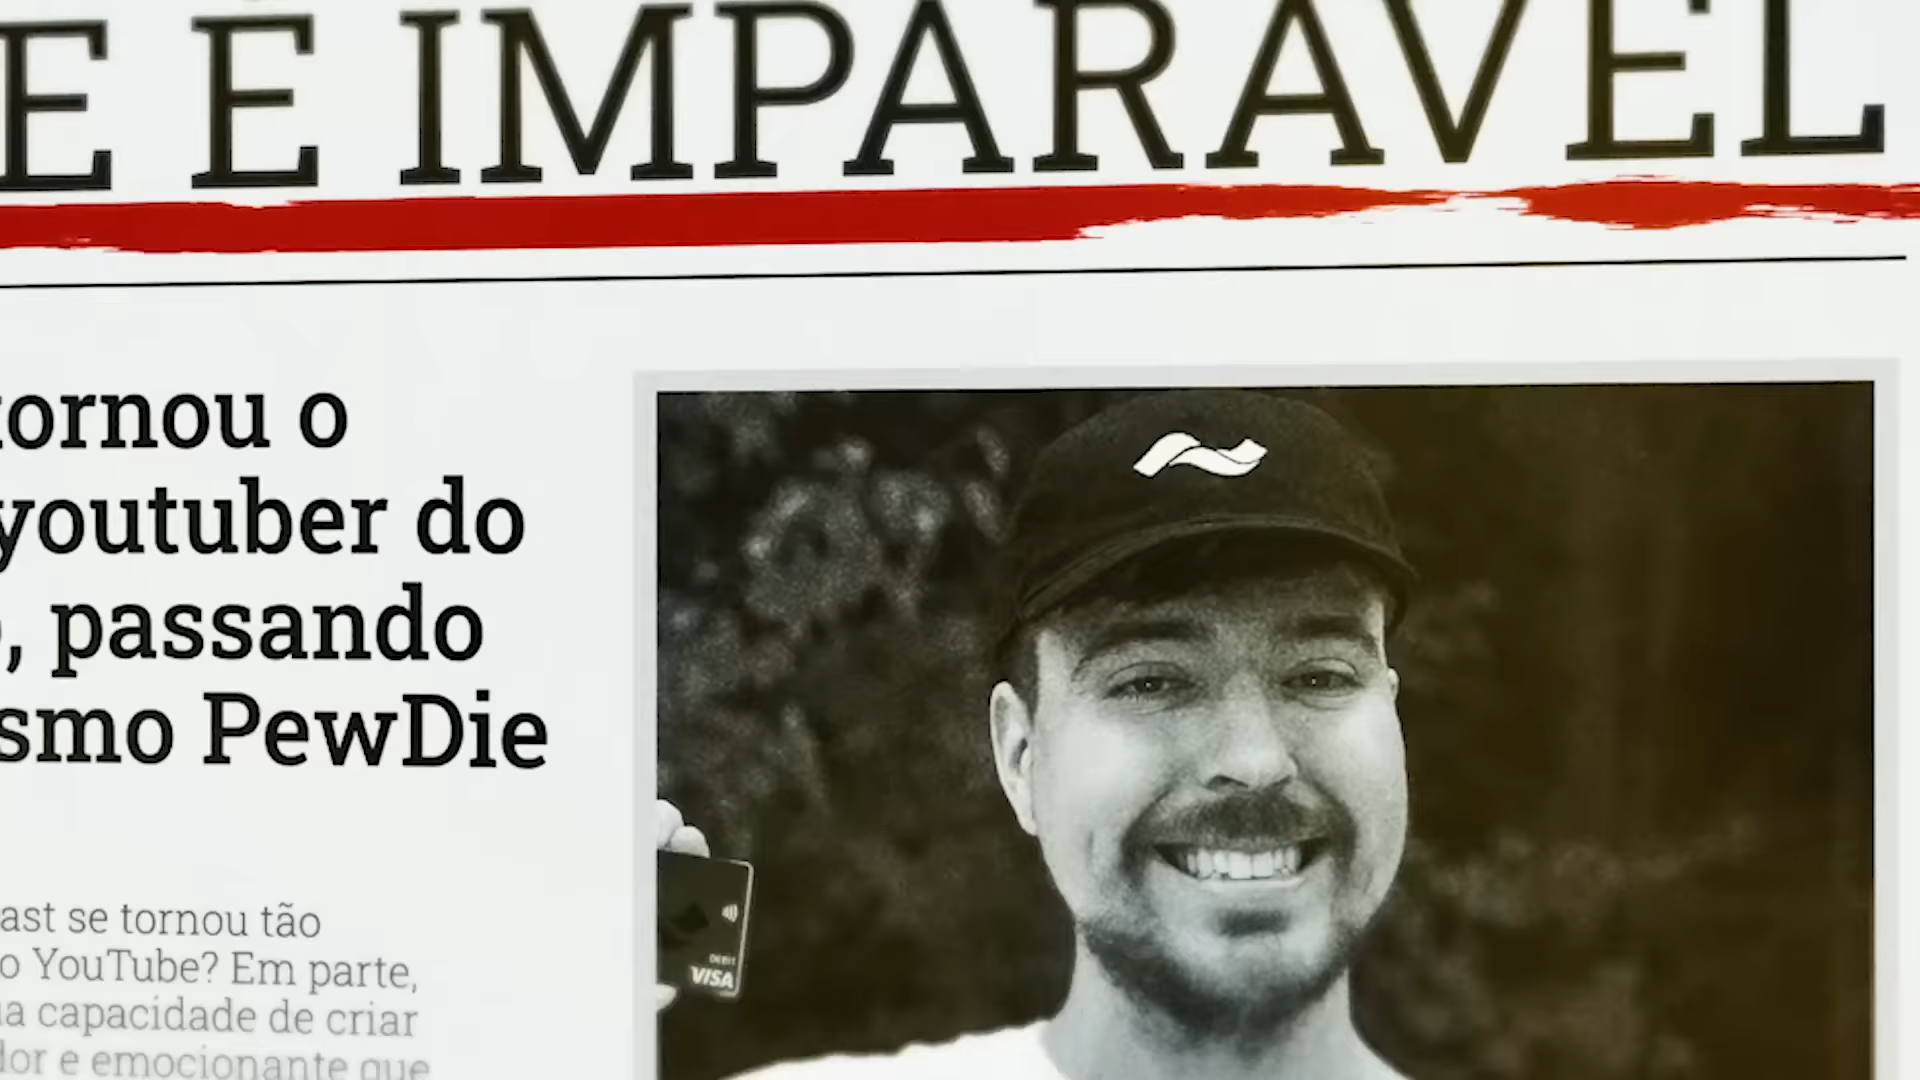 E É IMPARÁVEL
tornou o
youtuber do
, passando
smo PewDie
ast se tornou tão
o YouTube? Em parte,
a capacidade de criar
dor e emocionante que
DEBIT
VISA